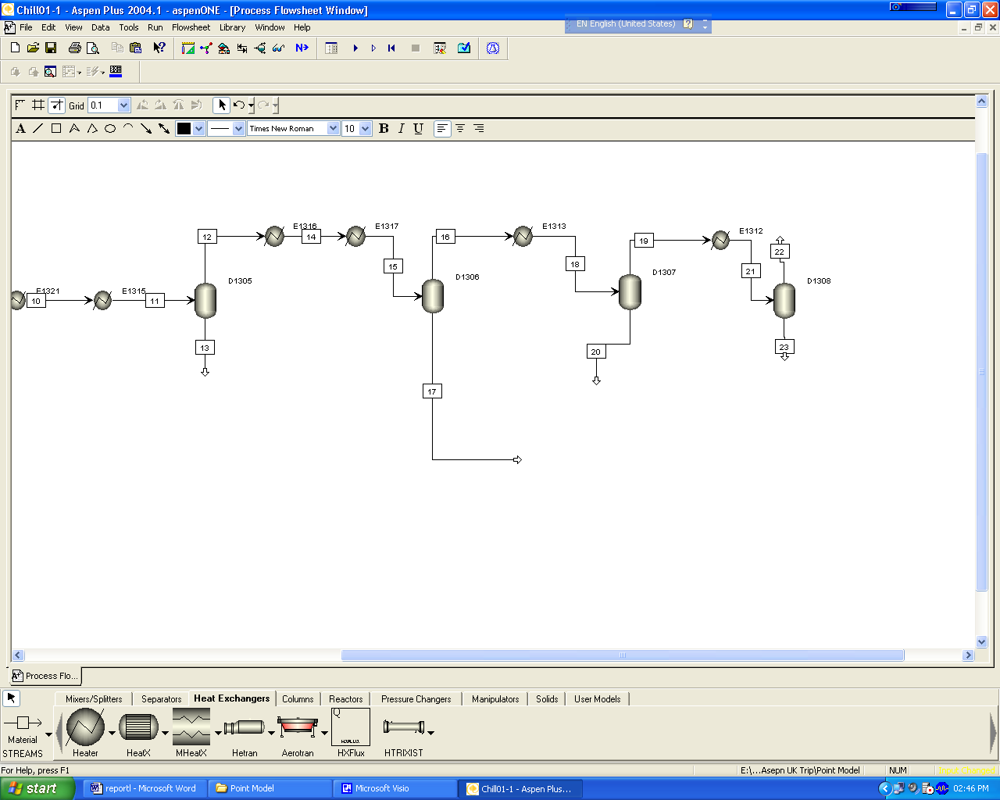 Chill01-1 - Aspen Plus 2004.1 - aspenONE - [Process Flowsheet Window]
File Edit View Data Tools Run Flowsheet Library Window Help
EN English (United States)
N
Grid 0.1
A Times New Roman 10 B I U
E1316 E1317 E1313 E1312
12 14 16 19
22
15 18 21
D1305 D1306 D1307 D1308
E1321 E1315
10 11
13 20 23
17
Process Flo...
Mixers/Splitters Separators Heat Exchangers Columns Reactors Pressure Changers Manipulators Solids User Models
Q
HXFLUX
Material
STREAMS
Heater HeatX MHeatX Hetran Aerotran HXFlux HTRIXIST
For Help, press F1 E:\...Asepn UK Trip\Point Model NUM Input Changed
start reportl - Microsoft Word Point Model Microsoft Visio Chill01-1 - Aspen Plus... 02:46 PM